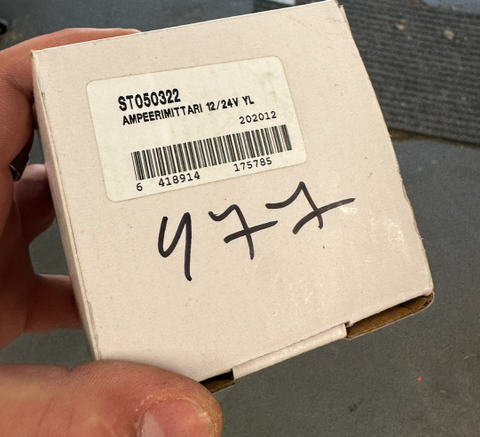 ST050322
AMPEERIMITTARI 12/24V YL
202012
6 418914 175785
477